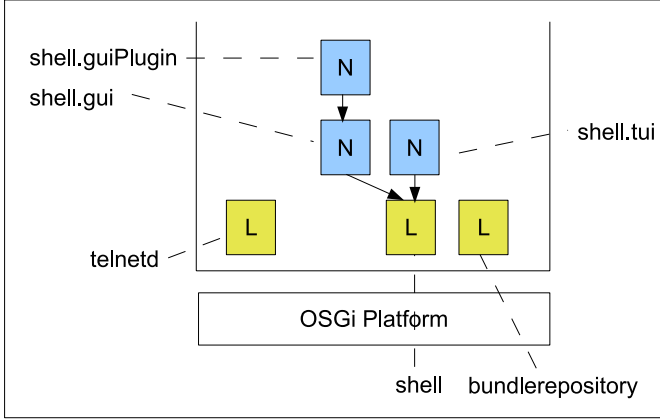 shell.guiPlugin
N
shell.gui
N
N
shell.tui
L
L
L
telnetd
OSGi Platform
shell
bundlerepository